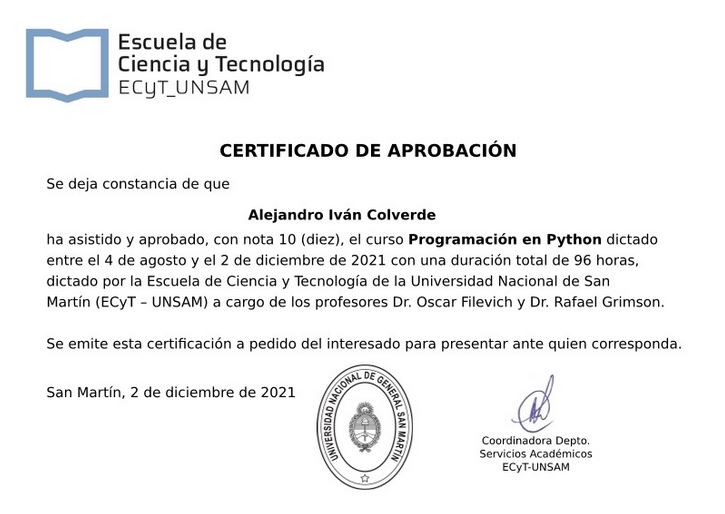 Escuela de
Ciencia y Tecnología
ECyT_UNSAM
CERTIFICADO DE APROBACIÓN
Se deja constancia de que
Alejandro Iván Colverde
ha asistido y aprobado, con nota 10 (diez), el curso Programación en Python dictado
entre el 4 de agosto y el 2 de diciembre de 2021 con una duración total de 96 horas,
dictado por la Escuela de Ciencia y Tecnología de la Universidad Nacional de San
Martín (ECyT – UNSAM) a cargo de los profesores Dr. Oscar Filevich y Dr. Rafael Grimson.
Se emite esta certificación a pedido del interesado para presentar ante quien corresponda.
San Martín, 2 de diciembre de 2021
UNIVERSIDAD NACIONAL DE GENERAL SAN MARTIN
Coordinadora Depto.
Servicios Académicos
ECyT-UNSAM